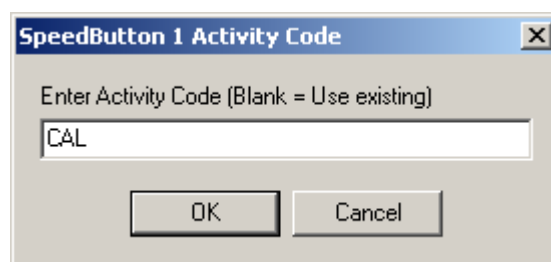 SpeedButton 1 Activity Code
Enter Activity Code (Blank = Use existing)
CAL
OK Cancel